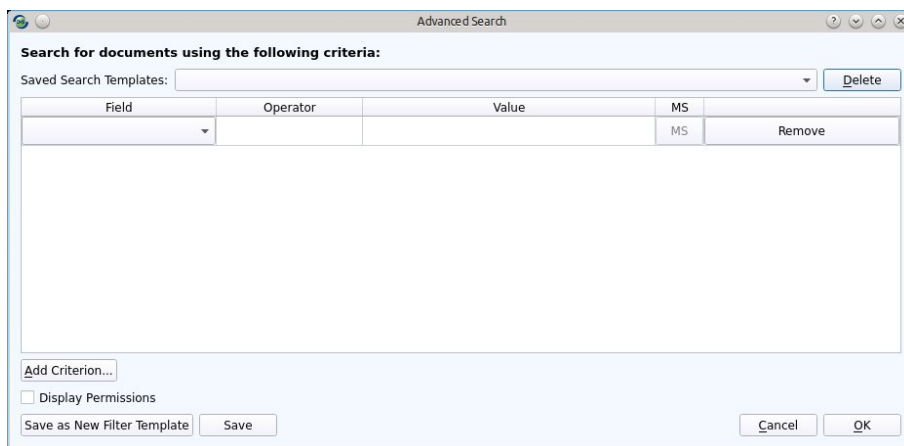 Advanced Search
Search for documents using the following criteria:
Saved Search Templates: Delete
Field Operator Value MS
MS Remove
Add Criterion...
Display Permissions
Save as New Filter Template Save Cancel OK